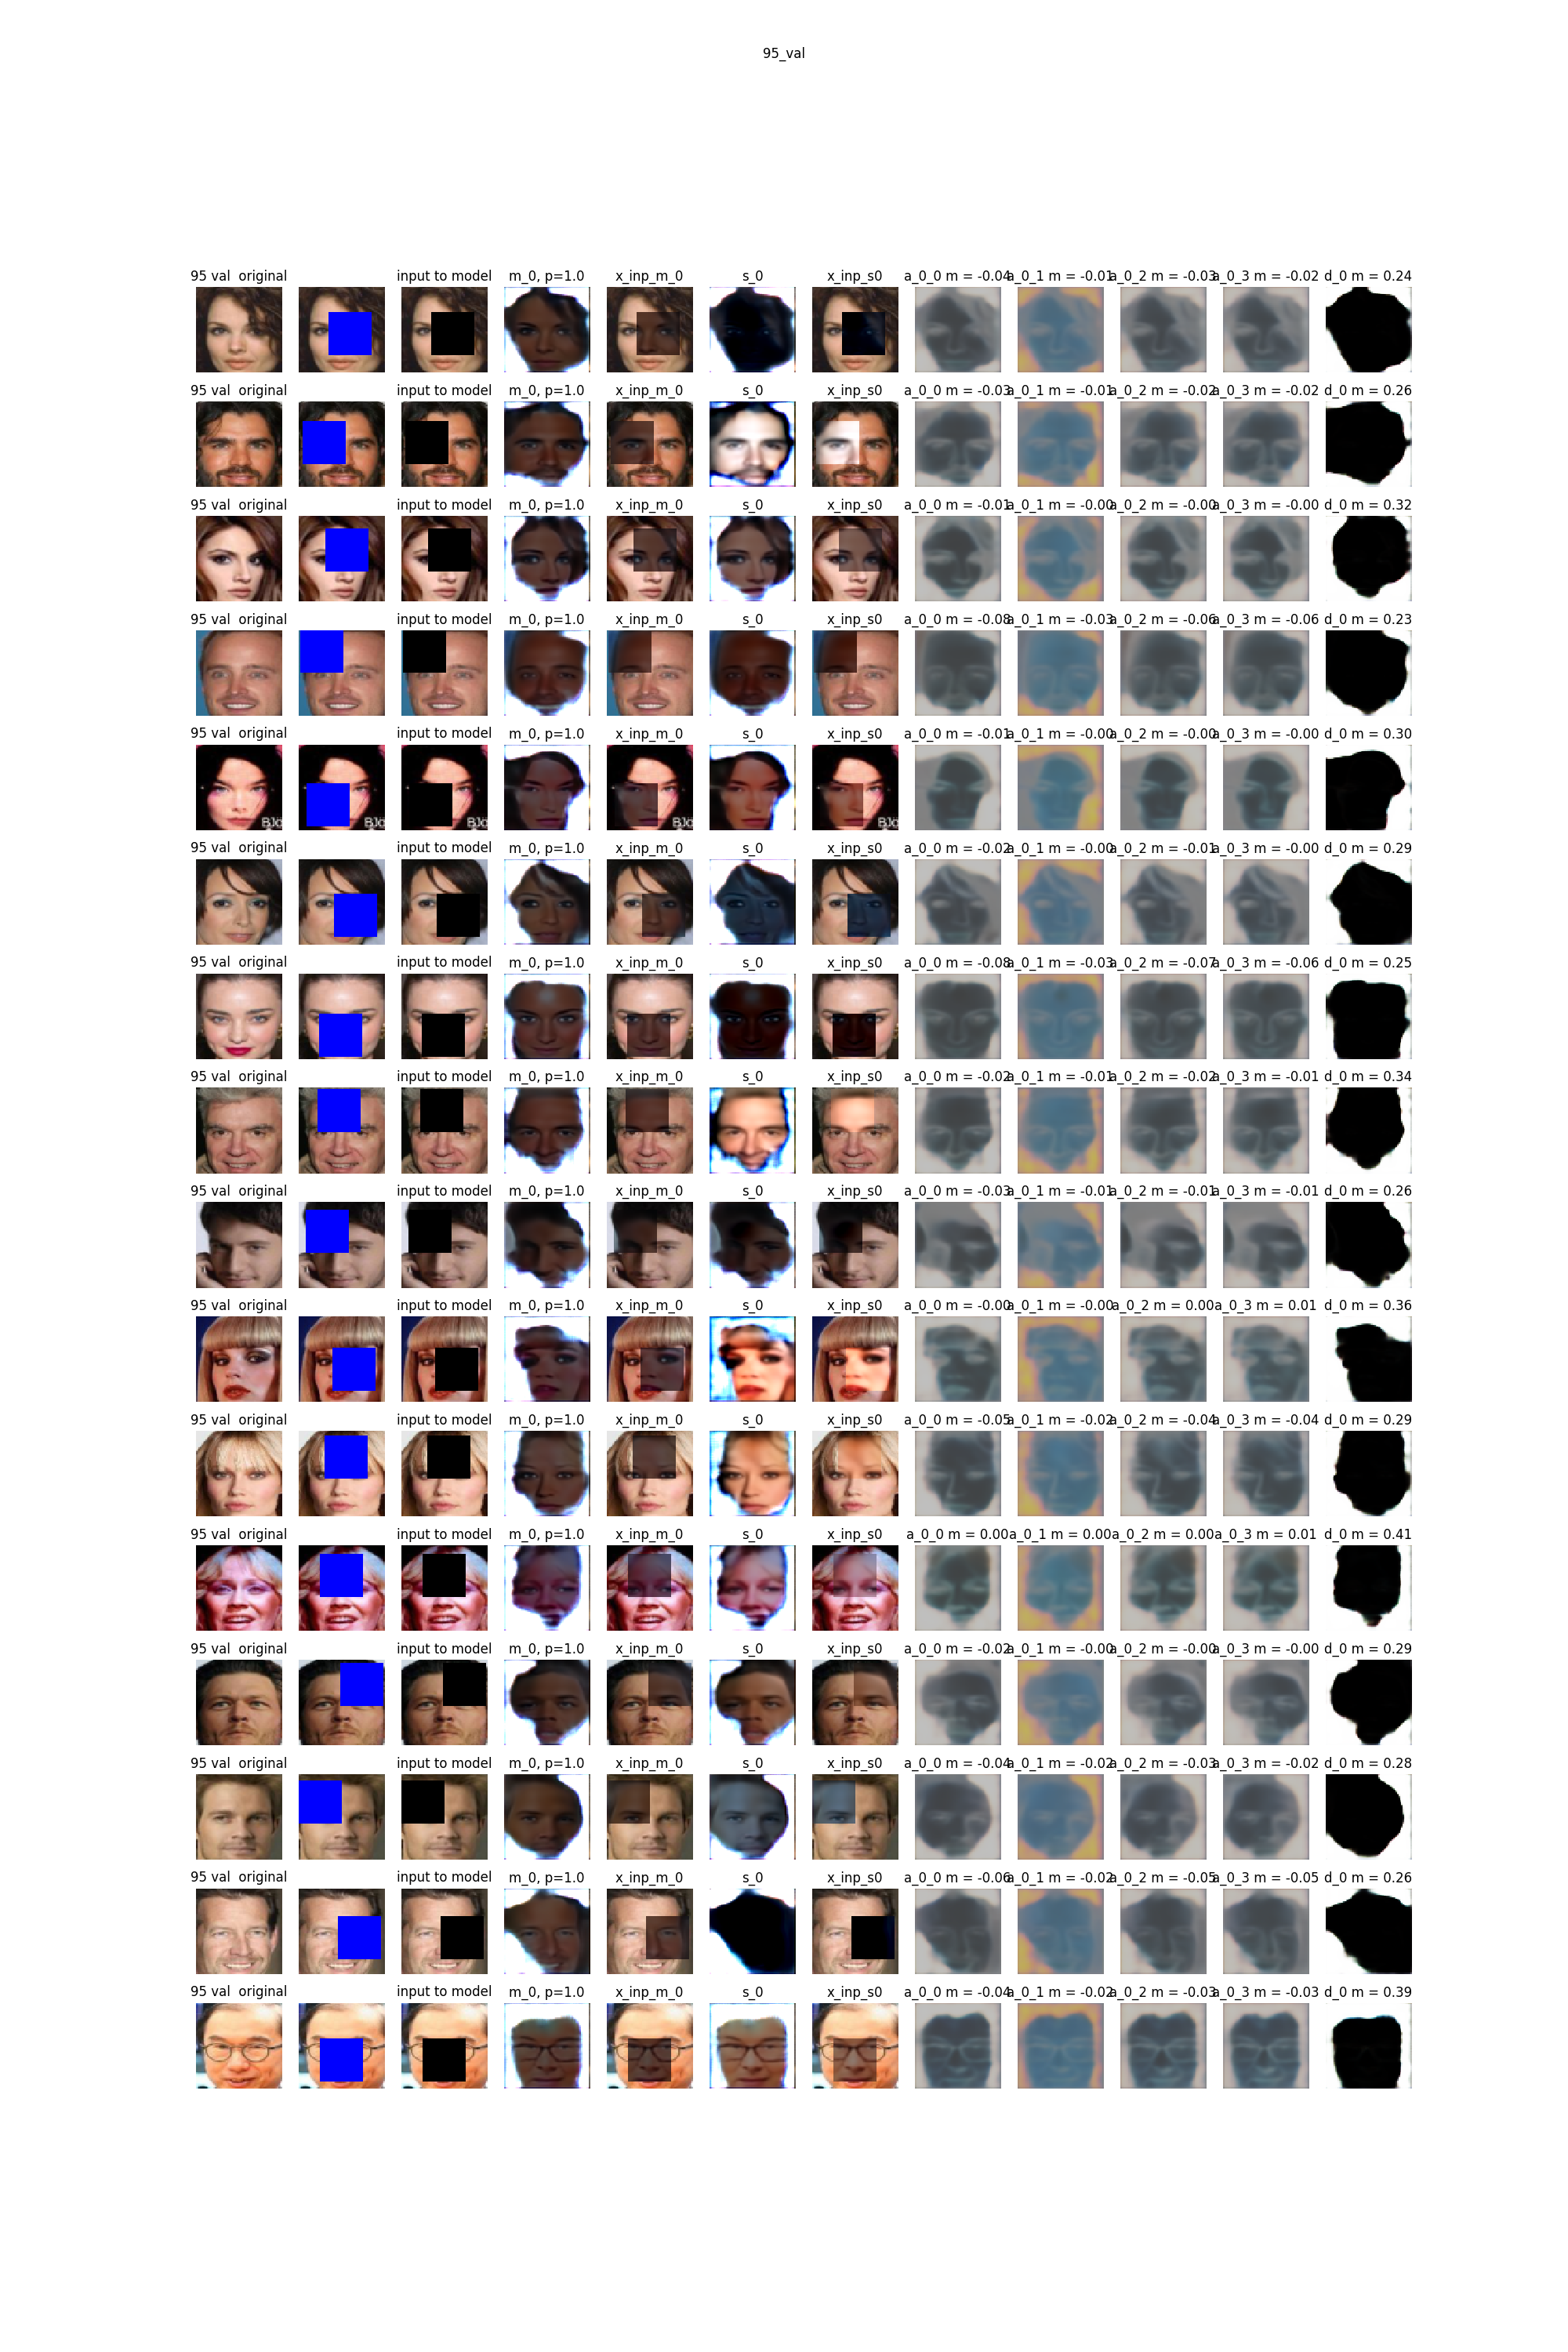 95_val
95 val original input to model m_0, p=1.0 x_inp_m_0 s_0 x_inp_s0 a_0_0 m = -0.04 a_0_1 m = -0.01 a_0_2 m = -0.03 a_0_3 m = -0.02 d_0 m = 0.24
95 val original input to model m_0, p=1.0 x_inp_m_0 s_0 x_inp_s0 a_0_0 m = -0.03 a_0_1 m = -0.01 a_0_2 m = -0.02 a_0_3 m = -0.02 d_0 m = 0.26
95 val original input to model m_0, p=1.0 x_inp_m_0 s_0 x_inp_s0 a_0_0 m = -0.01 a_0_1 m = -0.00 a_0_2 m = -0.00 a_0_3 m = -0.00 d_0 m = 0.32
95 val original input to model m_0, p=1.0 x_inp_m_0 s_0 x_inp_s0 a_0_0 m = -0.08 a_0_1 m = -0.03 a_0_2 m = -0.06 a_0_3 m = -0.06 d_0 m = 0.23
95 val original input to model m_0, p=1.0 x_inp_m_0 s_0 x_inp_s0 a_0_0 m = -0.01 a_0_1 m = -0.00 a_0_2 m = -0.00 a_0_3 m = -0.00 d_0 m = 0.30
95 val original input to model m_0, p=1.0 x_inp_m_0 s_0 x_inp_s0 a_0_0 m = -0.02 a_0_1 m = -0.00 a_0_2 m = -0.01 a_0_3 m = -0.00 d_0 m = 0.29
95 val original input to model m_0, p=1.0 x_inp_m_0 s_0 x_inp_s0 a_0_0 m = -0.08 a_0_1 m = -0.03 a_0_2 m = -0.07 a_0_3 m = -0.06 d_0 m = 0.25
95 val original input to model m_0, p=1.0 x_inp_m_0 s_0 x_inp_s0 a_0_0 m = -0.02 a_0_1 m = -0.01 a_0_2 m = -0.02 a_0_3 m = -0.01 d_0 m = 0.34
95 val original input to model m_0, p=1.0 x_inp_m_0 s_0 x_inp_s0 a_0_0 m = -0.03 a_0_1 m = -0.01 a_0_2 m = -0.01 a_0_3 m = -0.01 d_0 m = 0.26
95 val original input to model m_0, p=1.0 x_inp_m_0 s_0 x_inp_s0 a_0_0 m = -0.00 a_0_1 m = -0.00 a_0_2 m = 0.00 a_0_3 m = 0.01 d_0 m = 0.36
95 val original input to model m_0, p=1.0 x_inp_m_0 s_0 x_inp_s0 a_0_0 m = -0.05 a_0_1 m = -0.02 a_0_2 m = -0.04 a_0_3 m = -0.04 d_0 m = 0.29
95 val original input to model m_0, p=1.0 x_inp_m_0 s_0 x_inp_s0 a_0_0 m = 0.00 a_0_1 m = 0.00 a_0_2 m = 0.00 a_0_3 m = 0.01 d_0 m = 0.41
95 val original input to model m_0, p=1.0 x_inp_m_0 s_0 x_inp_s0 a_0_0 m = -0.02 a_0_1 m = -0.00 a_0_2 m = -0.00 a_0_3 m = -0.00 d_0 m = 0.29
95 val original input to model m_0, p=1.0 x_inp_m_0 s_0 x_inp_s0 a_0_0 m = -0.04 a_0_1 m = -0.02 a_0_2 m = -0.03 a_0_3 m = -0.02 d_0 m = 0.28
95 val original input to model m_0, p=1.0 x_inp_m_0 s_0 x_inp_s0 a_0_0 m = -0.06 a_0_1 m = -0.02 a_0_2 m = -0.05 a_0_3 m = -0.05 d_0 m = 0.26
95 val original input to model m_0, p=1.0 x_inp_m_0 s_0 x_inp_s0 a_0_0 m = -0.04 a_0_1 m = -0.02 a_0_2 m = -0.03 a_0_3 m = -0.03 d_0 m = 0.39